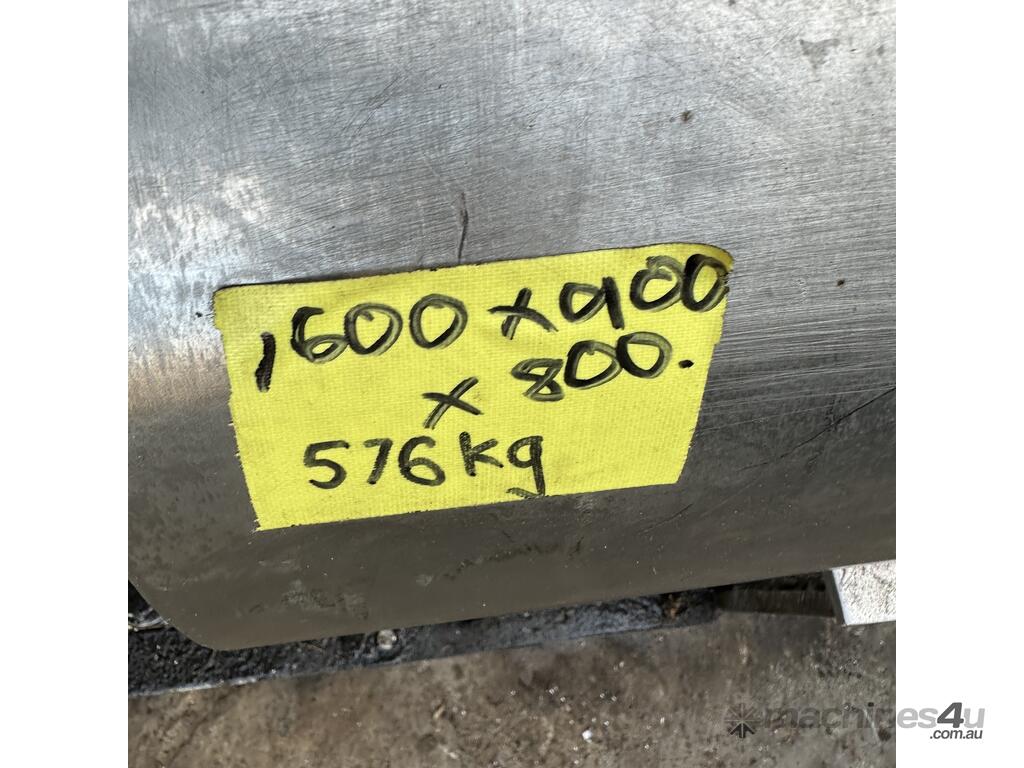 1600 x 900
x 800.
576kg
machines4u
.com.au